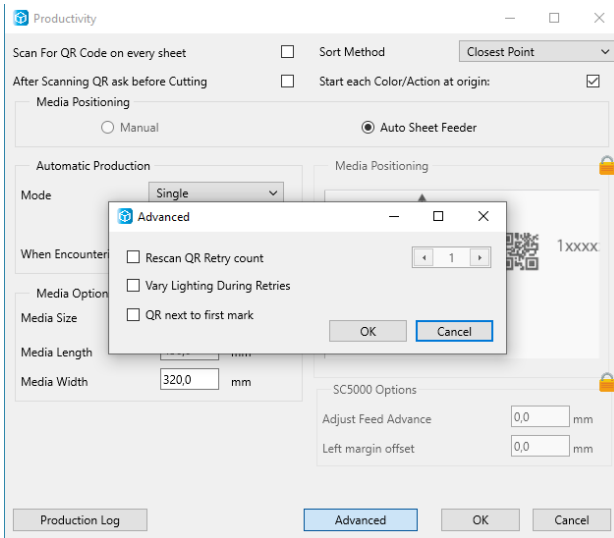 Productivity
Scan For QR Code on every sheet
Sort Method
Closest Point
After Scanning QR ask before Cutting
Start each Color/Action at origin:
Media Positioning
Manual
Auto Sheet Feeder
Automatic Production
Media Positioning
Mode
Single
Advanced
When Encounteri
1xxxx
Rescan QR Retry count
1
Vary Lighting During Retries
QR next to first mark
OK
Cancel
Media Option
Media Size
Media Length
mm
Media Width
320,0
mm
SC5000 Options
Adjust Feed Advance
0,0
mm
Left margin offset
0,0
mm
Production Log
Advanced
OK
Cancel